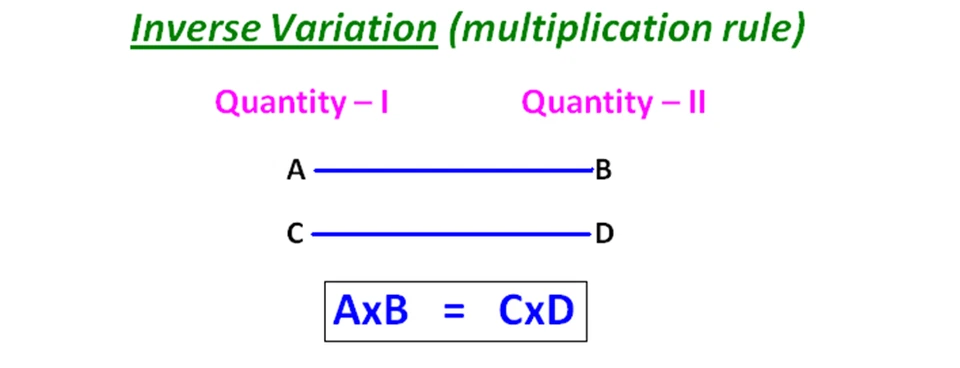 Inverse Variation (multiplication rule)
Quantity – I Quantity – II
A B
C D
AxB = CxD